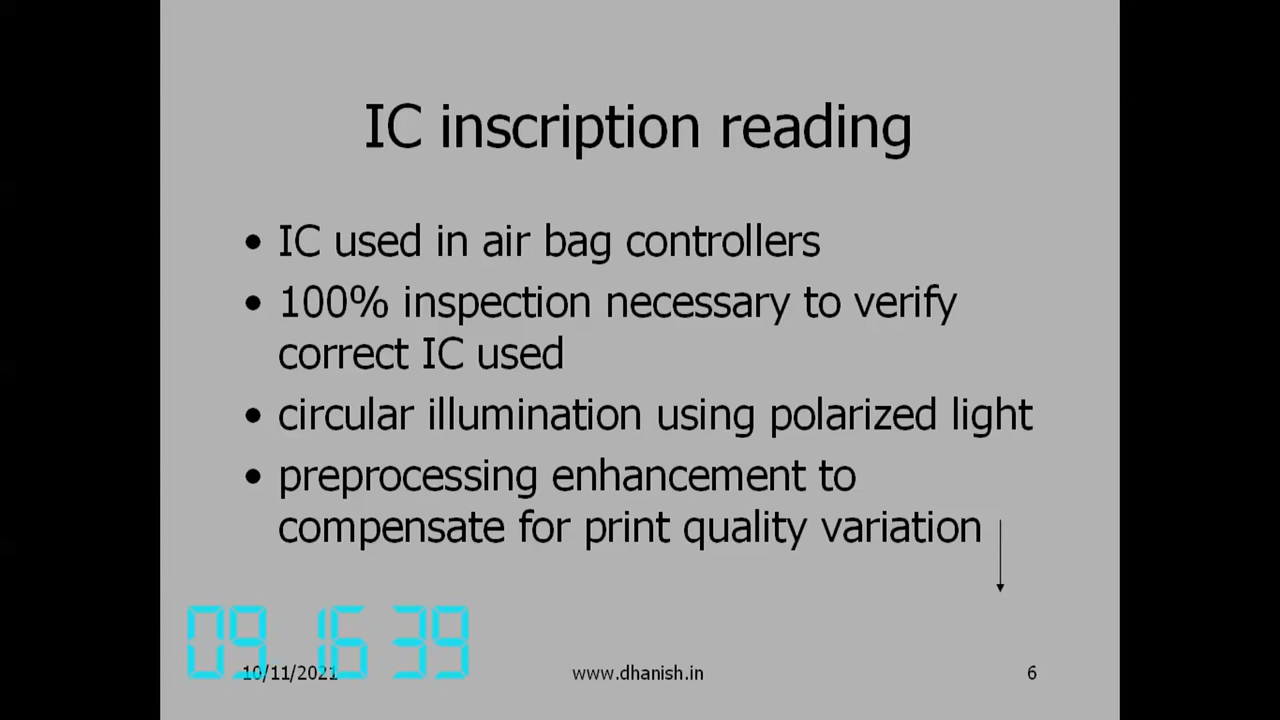 IC inscription reading
• IC used in air bag controllers
• 100% inspection necessary to verify
correct IC used
• circular illumination using polarized light
• preprocessing enhancement to
compensate for print quality variation
09 16 39
10/11/2021
www.dhanish.in
6